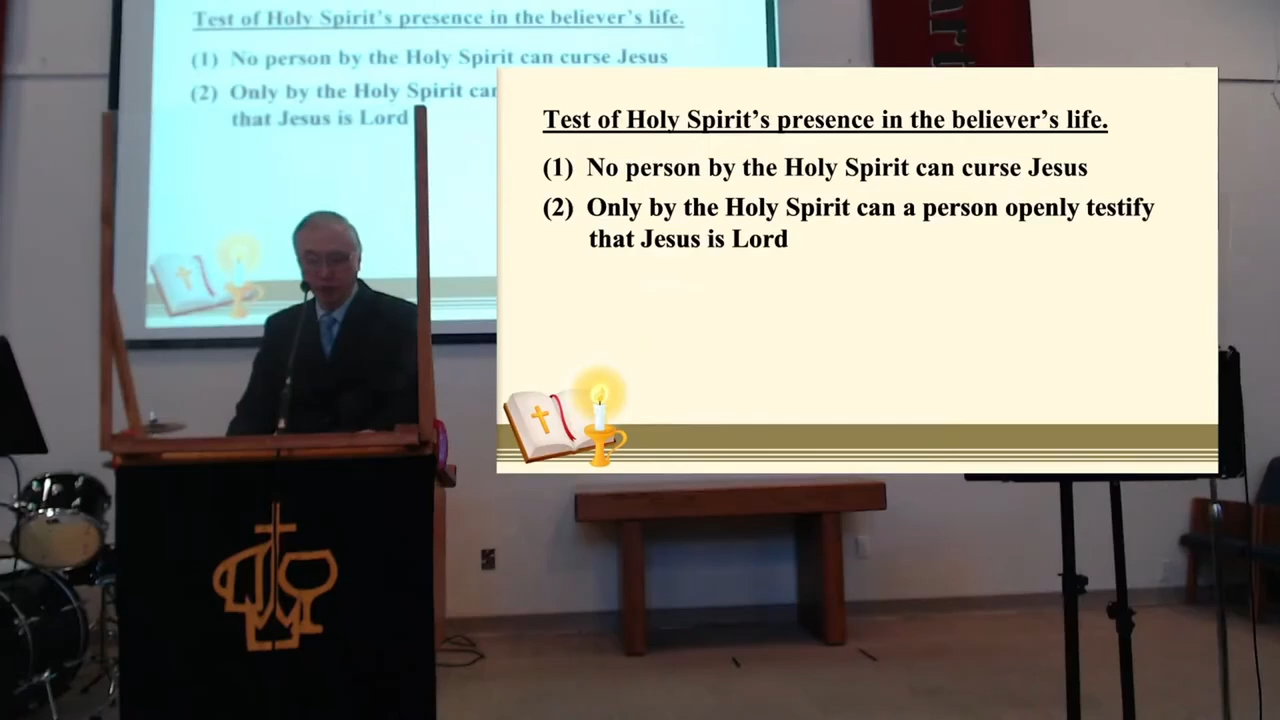 Test of Holy Spirit's presence in the believer's life.
(1) No person by the Holy Spirit can curse Jesus
(2) Only by the Holy Spirit can
that Jesus is Lord
Test of Holy Spirit's presence in the believer's life.
(1) No person by the Holy Spirit can curse Jesus
(2) Only by the Holy Spirit can a person openly testify
that Jesus is Lord